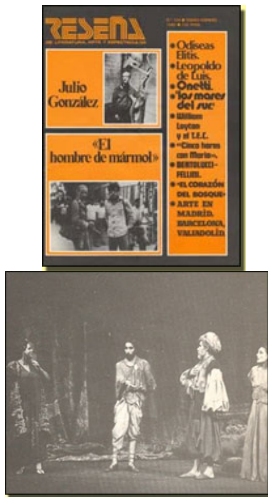 RESEÑA
DE LITERATURA, ARTE Y ESPECTACULOS
Julio
González
«El
hombre de mármol»
• Odiseas
Elitis.
• Leopoldo
de Luis.
• Onetti.
• "los mares
del sur"
• William
Layton
y el T.E.C.
• "Cinco horas
con Mario".
• BERTOLUCCI-
FELLINI.
• "EL CORAZÓN
DEL BOSQUE"
• ARTE EN
MADRID,
BARCELONA,
VALLADOLID.